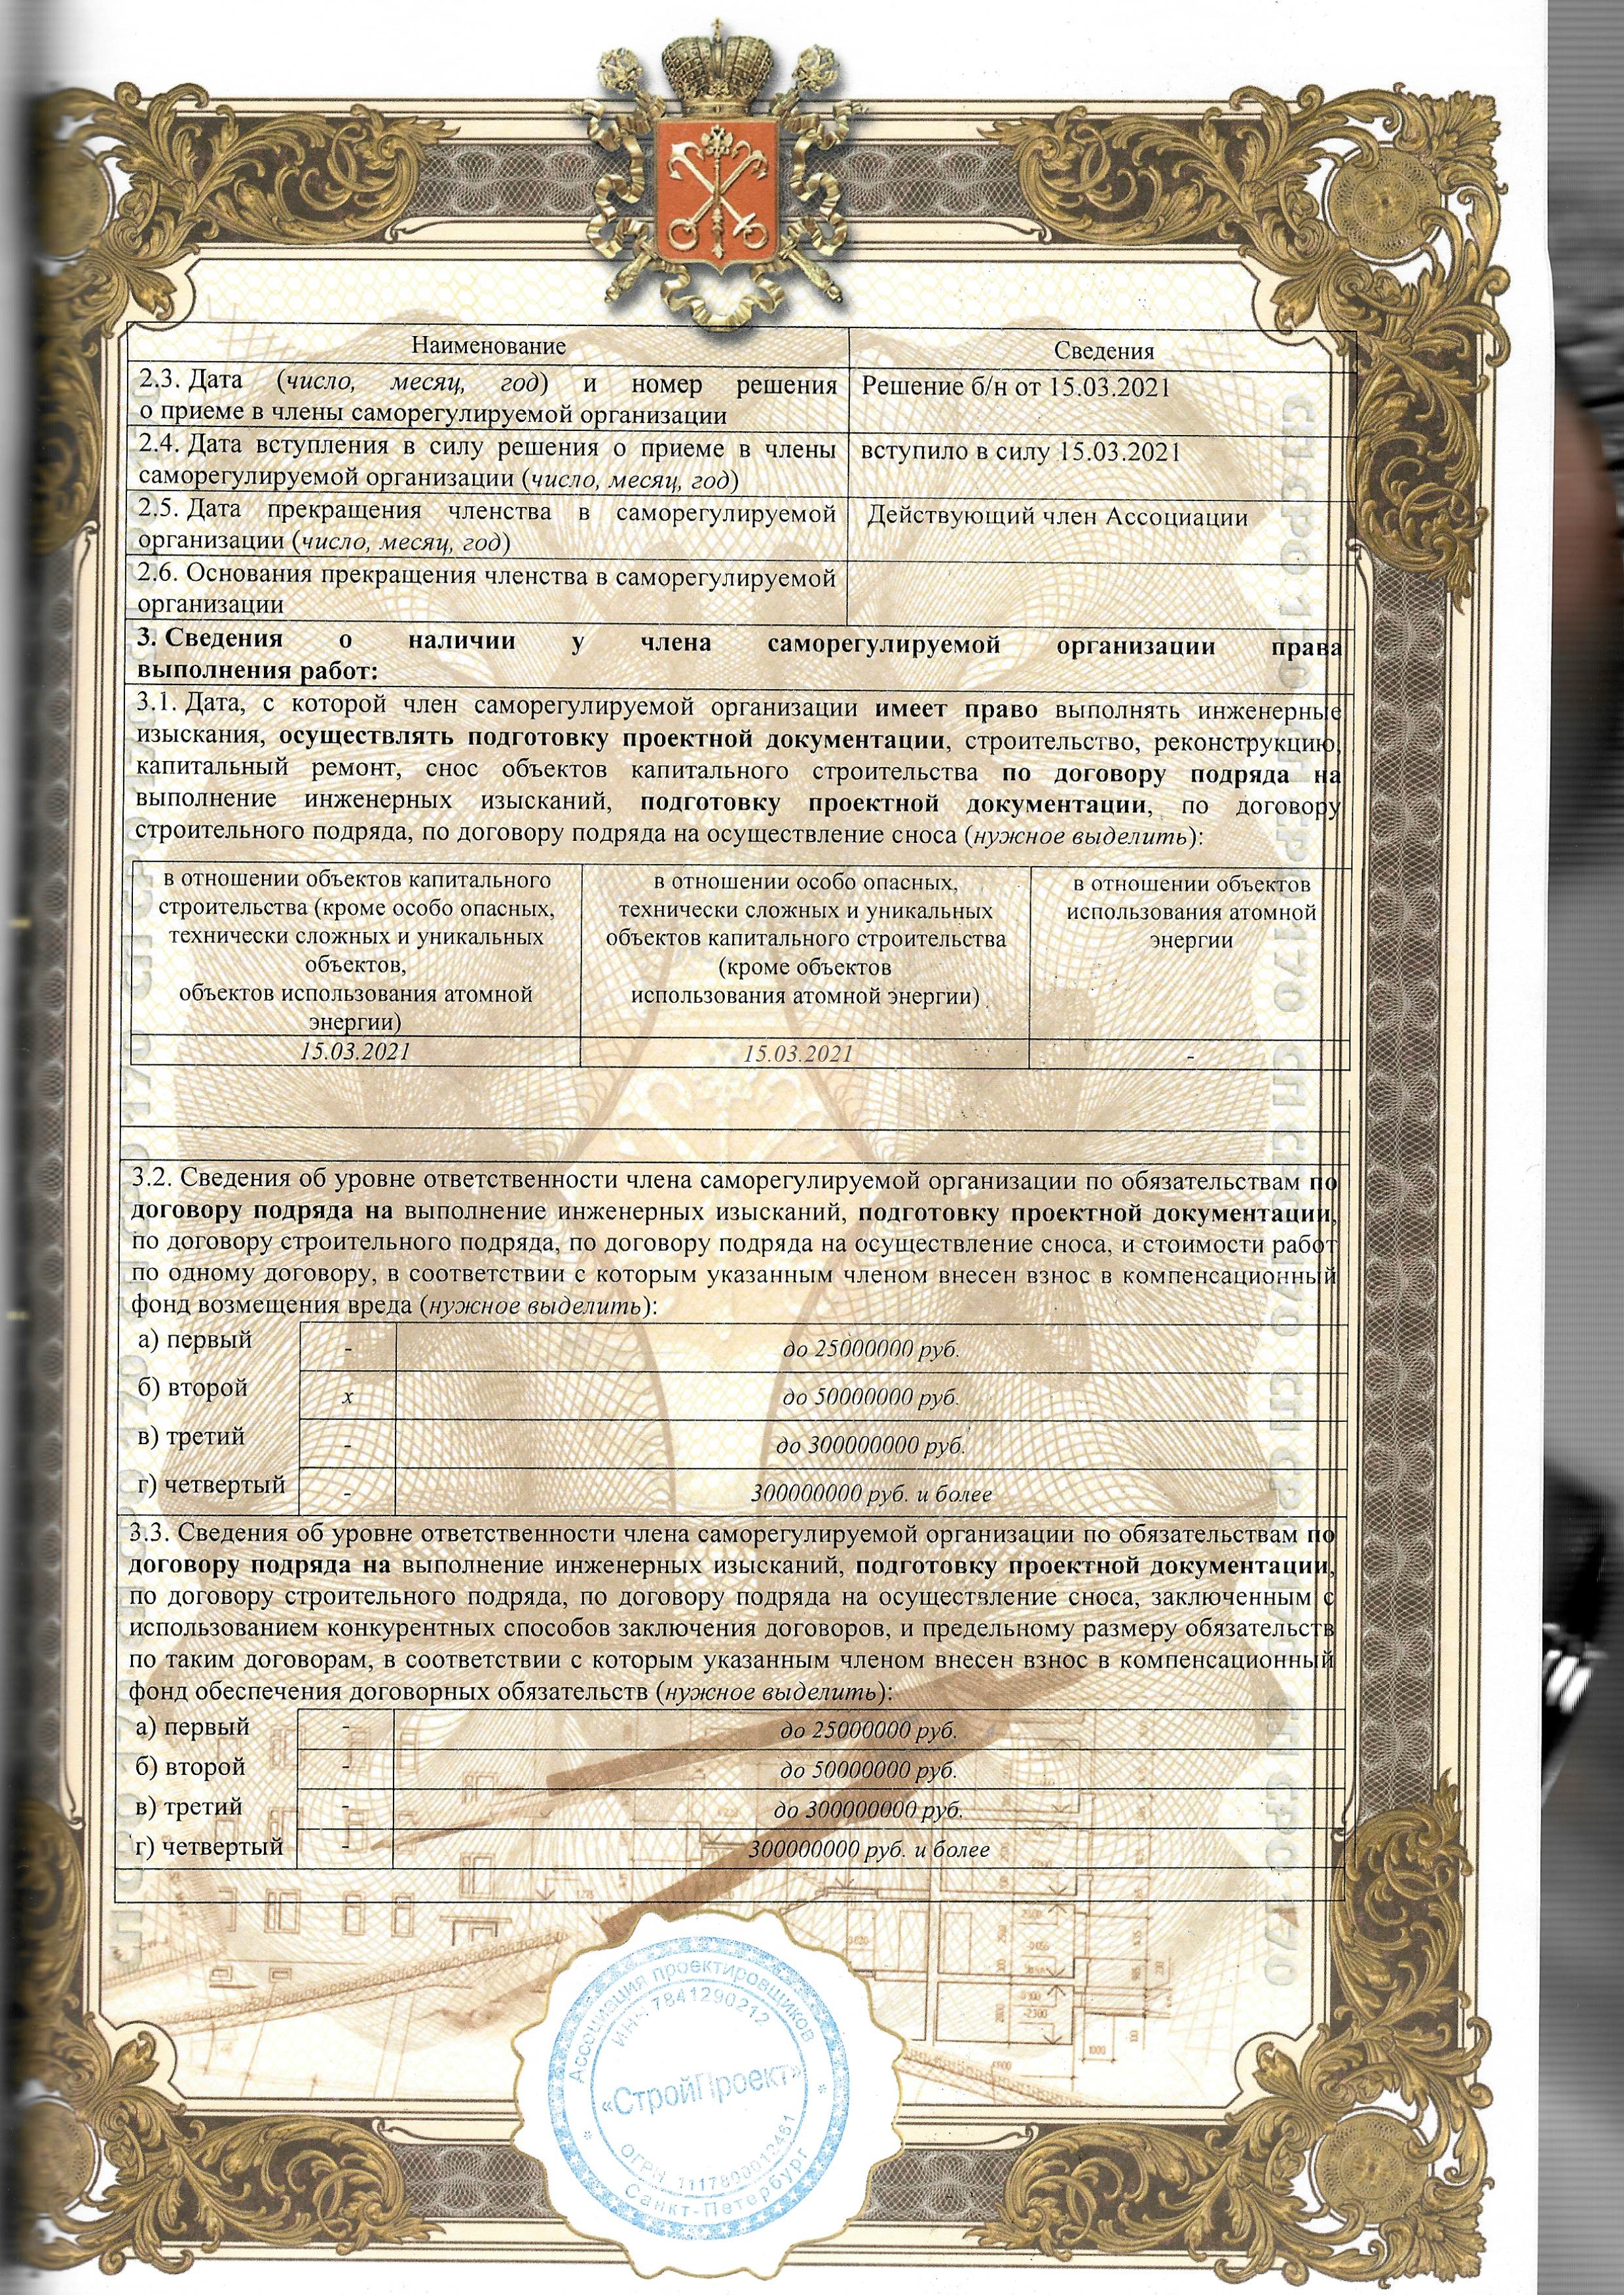 Наименование
Сведения
2.3. Дата (число, месяц, год) и номер решения
о приеме в члены саморегулируемой организации
Решение б/н от 15.03.2021
2.4. Дата вступления в силу решения о приеме в члены
саморегулируемой организации (число, месяц, год)
вступило в силу 15.03.2021
2.5. Дата прекращения членства в саморегулируемой
организации (число, месяц, год)
Действующий член Ассоциации
2.6. Основания прекращения членства в саморегулируемой
организации
3. Сведения о наличии у члена саморегулируемой организации права
выполнения работ:
3.1. Дата, с которой член саморегулируемой организации имеет право выполнять инженерные
изыскания, осуществлять подготовку проектной документации, строительство, реконструкцию,
капитальный ремонт, снос объектов капитального строительства по договору подряда на
выполнение инженерных изысканий, подготовку проектной документации, по договору
строительного подряда, по договору подряда на осуществление сноса (нужное выделить):
в отношении объектов капитального
строительства (кроме особо опасных,
технически сложных и уникальных
объектов,
объектов использования атомной
энергии)
в отношении особо опасных,
технически сложных и уникальных
объектов капитального строительства
(кроме объектов
использования атомной энергии)
в отношении объектов
использования атомной
энергии
15.03.2021
15.03.2021
-
3.2. Сведения об уровне ответственности члена саморегулируемой организации по обязательствам по
договору подряда на выполнение инженерных изысканий, подготовку проектной документации,
по договору строительного подряда, по договору подряда на осуществление сноса, и стоимости работ
по одному договору, в соответствии с которым указанным членом внесен взнос в компенсационный
фонд возмещения вреда (нужное выделить):
а) первый - до 25000000 руб.
б) второй х до 50000000 руб.
в) третий - до 300000000 руб.
г) четвертый - 300000000 руб. и более
3.3. Сведения об уровне ответственности члена саморегулируемой организации по обязательствам по
договору подряда на выполнение инженерных изысканий, подготовку проектной документации,
по договору строительного подряда, по договору подряда на осуществление сноса, заключенным с
использованием конкурентных способов заключения договоров, и предельному размеру обязательств
по таким договорам, в соответствии с которым указанным членом внесен взнос в компенсационный
фонд обеспечения договорных обязательств (нужное выделить):
а) первый - до 25000000 руб.
б) второй - до 50000000 руб.
в) третий - до 300000000 руб.
г) четвертый - 300000000 руб. и более
Ассоциация проектировщиков
ИНН 7841290212
«СтройПроект»
ОГРН
Санкт-Петербург